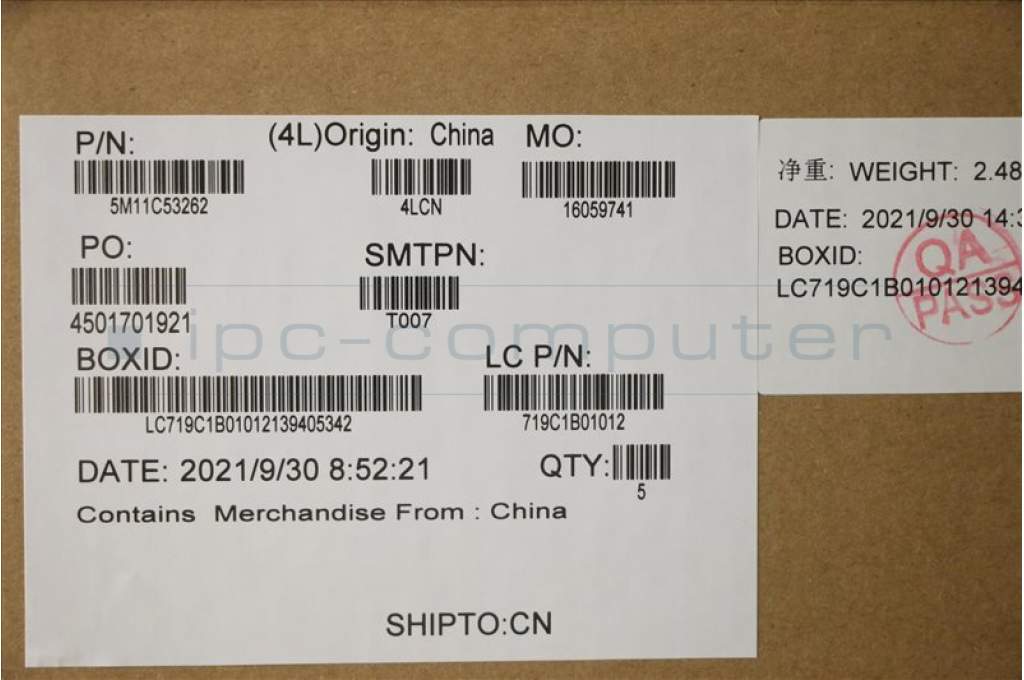 P/N: (4L)Origin: China MO:
5M11C53262 4LCN 16059741
PO: SMTPN:
4501701921 T007
BOXID: LC P/N:
LC719C1B01012139405342 719C1B01012
DATE: 2021/9/30 8:52:21 QTY:
5
Contains Merchandise From : China
SHIPTO:CN
净重: WEIGHT: 2.48
DATE: 2021/9/30 14:3
BOXID:
LC719C1B0101213394
QA
PASS
ipc-computer